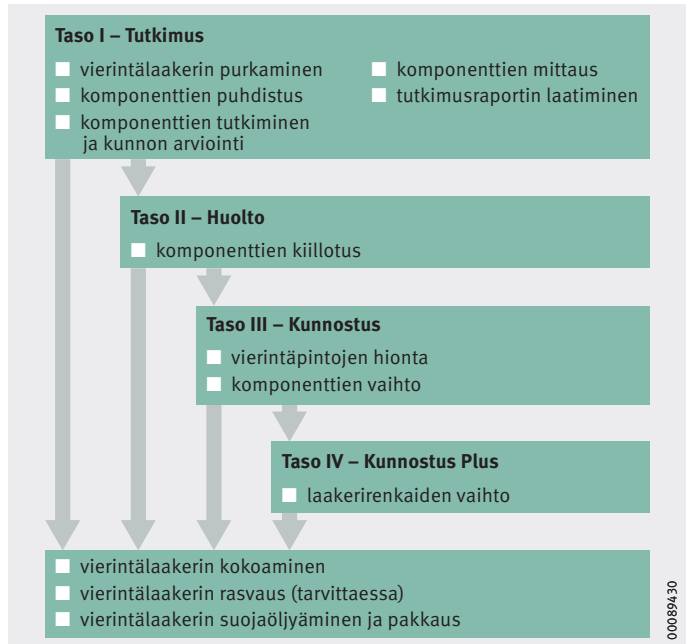 Taso I – Tutkimus
vierintälaakerin purkaminen
komponenttien puhdistus
komponenttien tutkiminen
ja kunnon arviointi
komponenttien mittaus
tutkimusraportin laatiminen
Taso II – Huolto
komponenttien kiillotus
Taso III – Kunnostus
vierintäpintojen hionta
komponenttien vaihto
Taso IV – Kunnostus Plus
laakerirenkaiden vaihto
vierintälaakerin kokoaminen
vierintälaakerin rasvaus (tarvittaessa)
vierintälaakerin suojaöljyäminen ja pakkaus
00089430